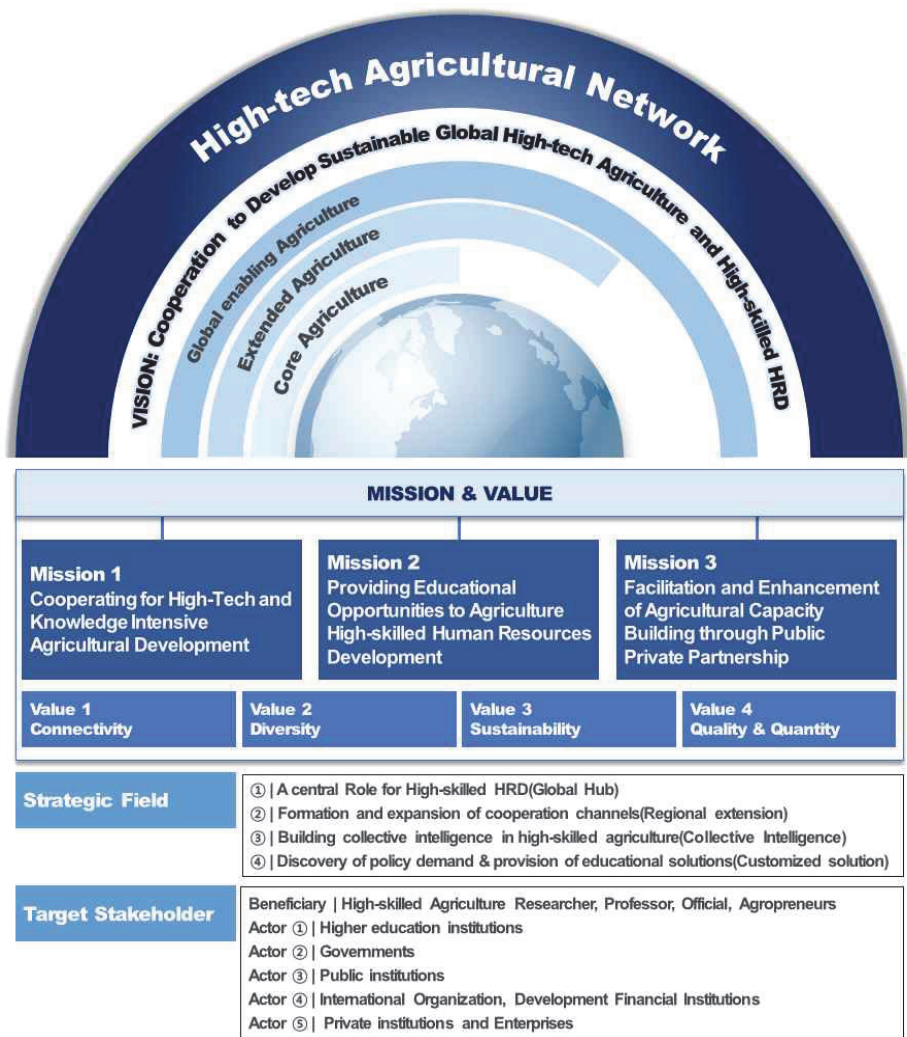 High-tech Agricultural Network
VISION: Cooperation to Develop Sustainable Global High-tech Agriculture and High-skilled HRD
Global enabling Agriculture
Extended Agriculture
Core Agriculture
MISSION & VALUE
Mission 1
Cooperating for High-Tech and
Knowledge Intensive
Agricultural Development
Mission 2
Providing Educational
Opportunities to Agriculture
High-skilled Human Resources
Development
Mission 3
Facilitation and Enhancement
of Agricultural Capacity
Building through Public
Private Partnership
Value 1
Connectivity
Value 2
Diversity
Value 3
Sustainability
Value 4
Quality & Quantity
Strategic Field
① | A central Role for High-skilled HRD(Global Hub)
② | Formation and expansion of cooperation channels(Regional extension)
③ | Building collective intelligence in high-skilled agriculture(Collective Intelligence)
④ | Discovery of policy demand & provision of educational solutions(Customized solution)
Target Stakeholder
Beneficiary | High-skilled Agriculture Researcher, Professor, Official, Agropreneurs
Actor ① | Higher education institutions
Actor ② | Governments
Actor ③ | Public institutions
Actor ④ | International Organization, Development Financial Institutions
Actor ⑤ | Private institutions and Enterprises